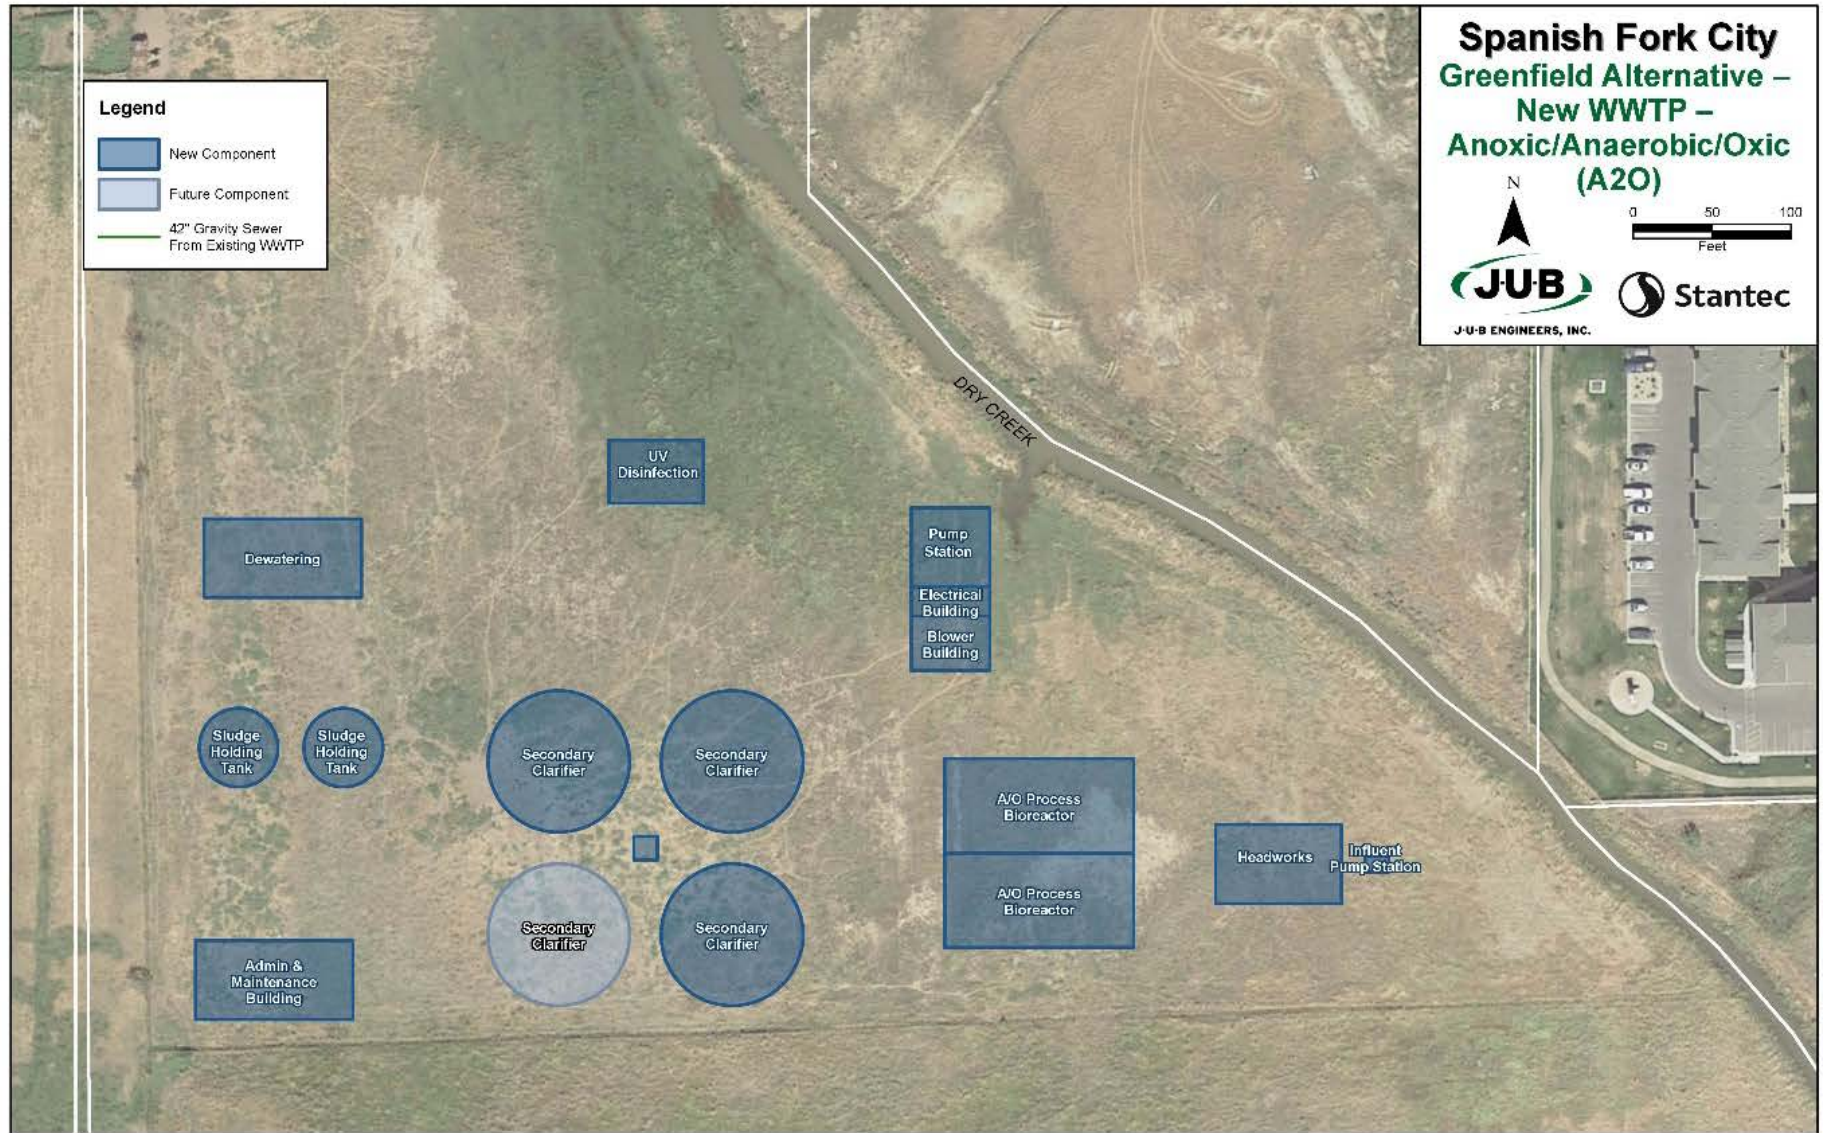 Spanish Fork City
Greenfield Alternative –
New WWTP –
Anoxic/Anaerobic/Oxic
(A2O)
N
0 50 100
Feet
J·U·B
J·U·B ENGINEERS, INC.
Stantec
Legend
New Component
Future Component
42" Gravity Sewer
From Existing WWTP
DRY CREEK
UV
Disinfection
Dewatering
Pump
Station
Electrical
Building
Blower
Building
Sludge
Holding
Tank
Sludge
Holding
Tank
Secondary
Clarifier
Secondary
Clarifier
A/O Process
Bioreactor
Headworks
Influent
Pump Station
A/O Process
Bioreactor
Secondary
Clarifier
Secondary
Clarifier
Admin &
Maintenance
Building